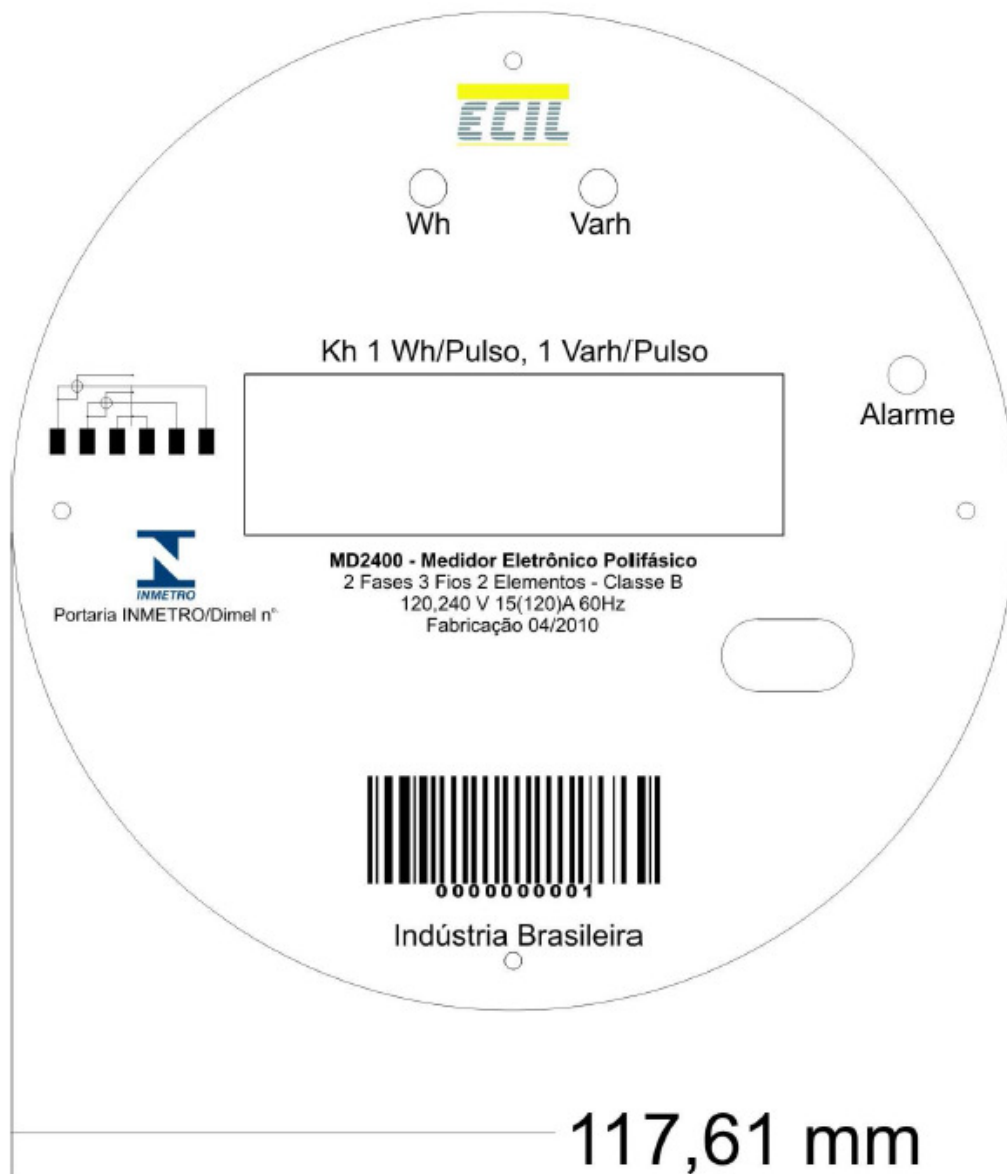 ECIL
Wh Varh
Kh 1 Wh/Pulso, 1 Varh/Pulso
Alarme
INMETRO
Portaria INMETRO/Dimel nº
MD2400 - Medidor Eletrônico Polifásico
2 Fases 3 Fios 2 Elementos - Classe B
120,240 V 15(120)A 60Hz
Fabricação 04/2010
0000000001
Indústria Brasileira
117,61 mm